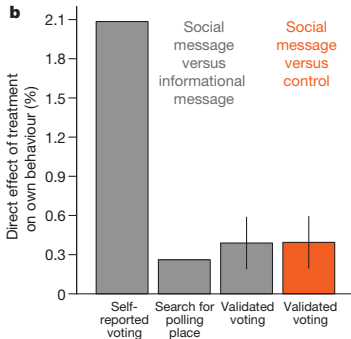 b
Direct effect of treatment
on own behaviour (%)
2.1
1.8
1.5
1.2
0.9
0.6
0.3
0
Social
message
versus
informational
message
Social
message
versus
control
Self-
reported
voting
Search for
polling
place
Validated
voting
Validated
voting